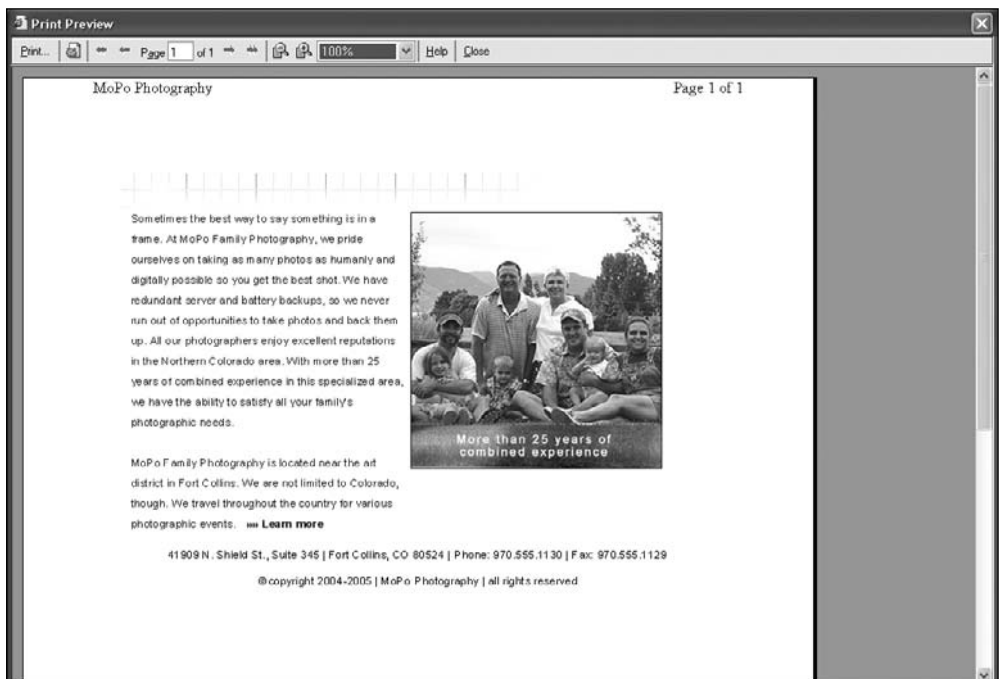 Print Preview
Print... Page 1 of 1 100% Help Close
MoPo Photography Page 1 of 1
Sometimes the best way to say something is in a
frame. At MoPo Family Photography, we pride
ourselves on taking as many photos as humanly and
digitally possible so you get the best shot. We have
redundant server and battery backups, so we never
run out of opportunities to take photos and back them
up. All our photographers enjoy excellent reputations
in the Northern Colorado area. With more than 25
years of combined experience in this specialized area,
we have the ability to satisfy all your family's
photographic needs.
More than 25 years of
combined experience
MoPo Family Photography is located near the art
district in Fort Collins. We are not limited to Colorado,
though. We travel throughout the country for various
photographic events. »» Learn more
41909 N. Shield St., Suite 345 | Fort Collins, CO 80524 | Phone: 970.555.1130 | Fax: 970.555.1129
©copyright 2004-2005 | MoPo Photography | all rights reserved